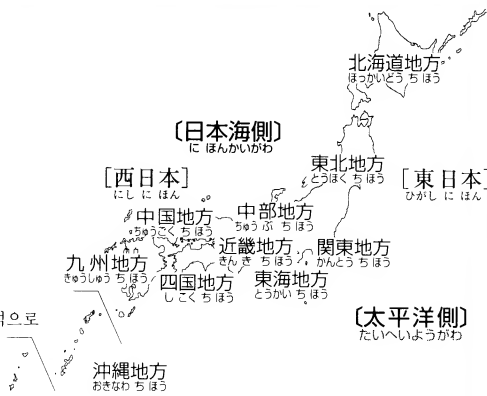 北海道地方
ほっかいどう ち ほう
〔日本海側〕
に ほんかいがわ
東北地方
とうほく ち ほう
［西日本］
にし に ほん
［東日本］
ひがし に ほん
中国地方
ちゅうごく ち ほう
中部地方
ちゅう ぶ ち ほう
近畿地方
きん き ち ほう
関東地方
かんとう ち ほう
九州地方
きゅうしゅう ち ほう
四国地方
し こく ち ほう
東海地方
とうかい ち ほう
으로
〔太平洋側〕
たいへいようがわ
沖縄地方
おきなわ ち ほう